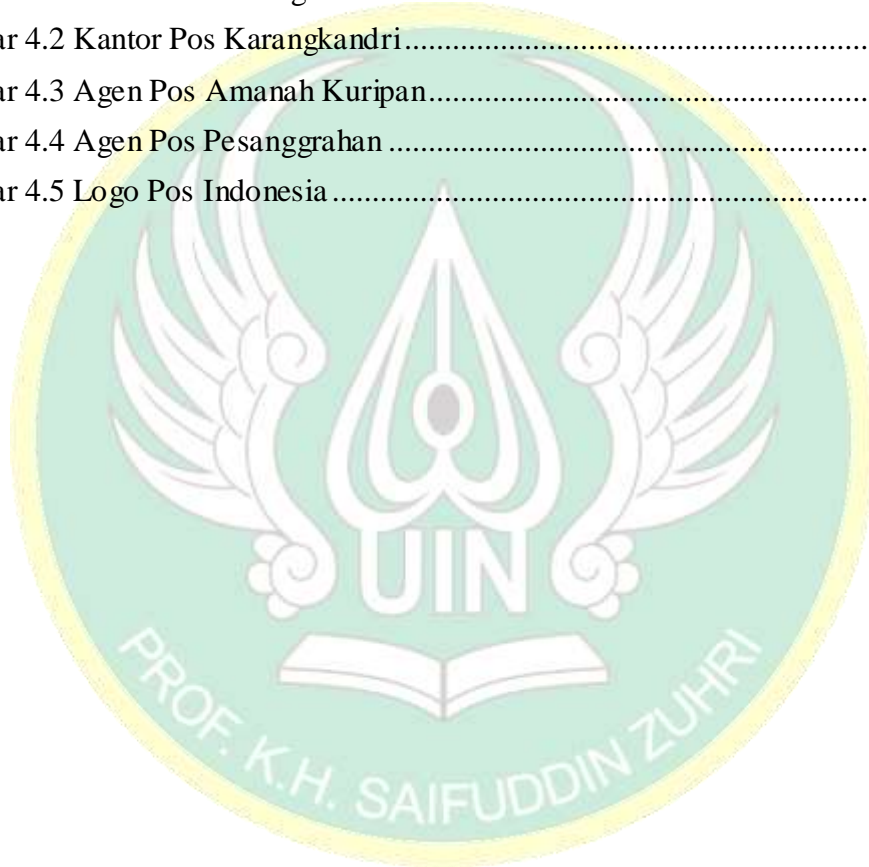 ar 4.2 Kantor Pos Karangkandri..........................................................................................
ar 4.3 Agen Pos Amanah Kuripan.....................................................................................
ar 4.4 Agen Pos Pesanggrahan ............................................................................................
ar 4.5 Logo Pos Indonesia.....................................................................................................
UIN
PROF. K.H. SAIFUDDIN ZUHRI